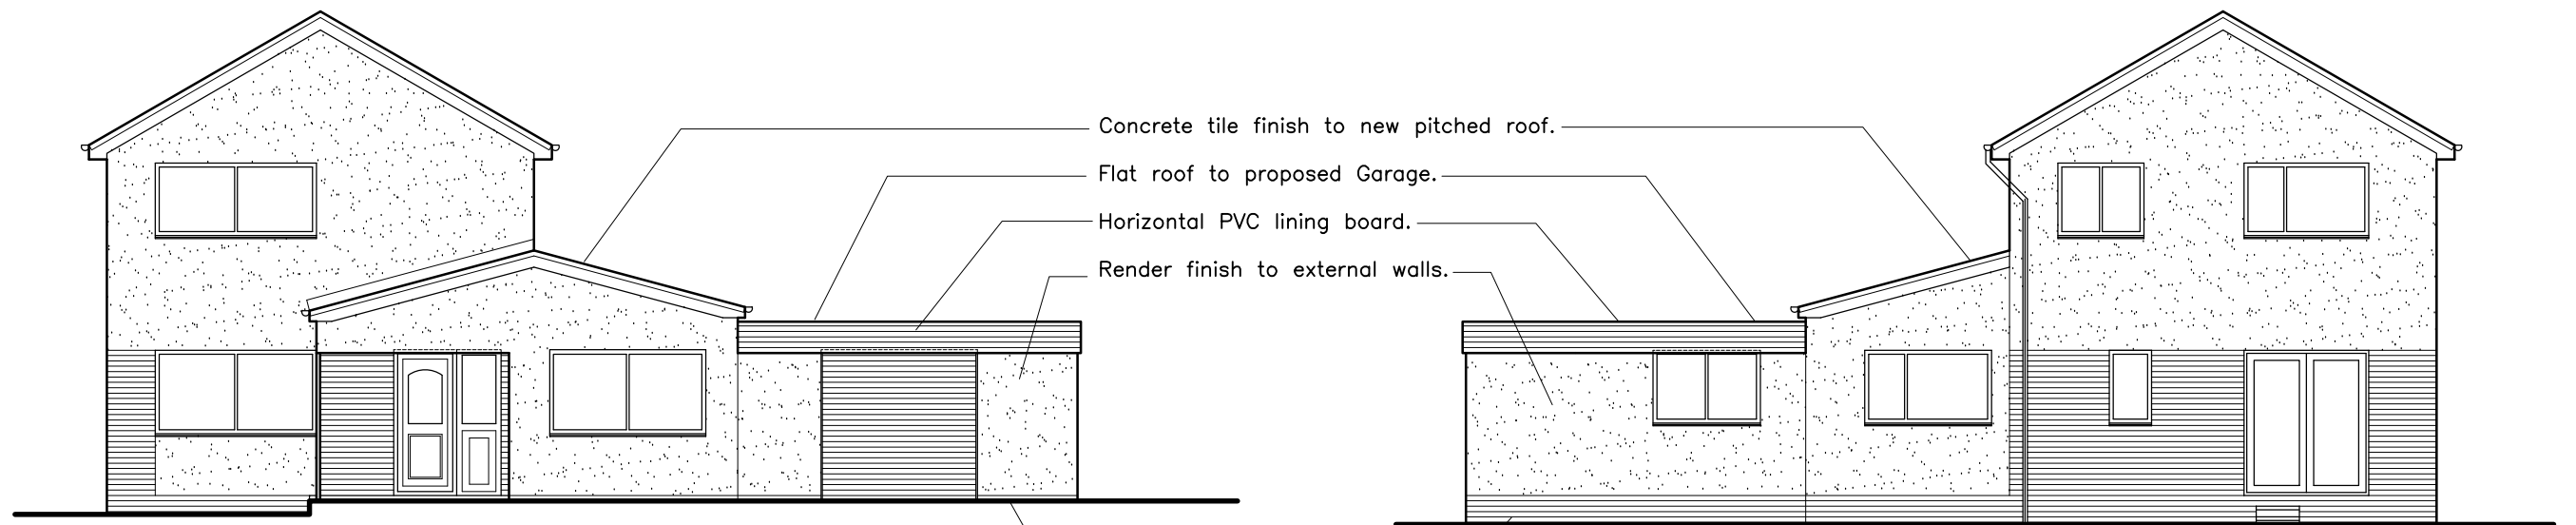 Concrete tile finish to new pitched roof.
Flat roof to proposed Garage.
Horizontal PVC lining board.
Render finish to external walls.